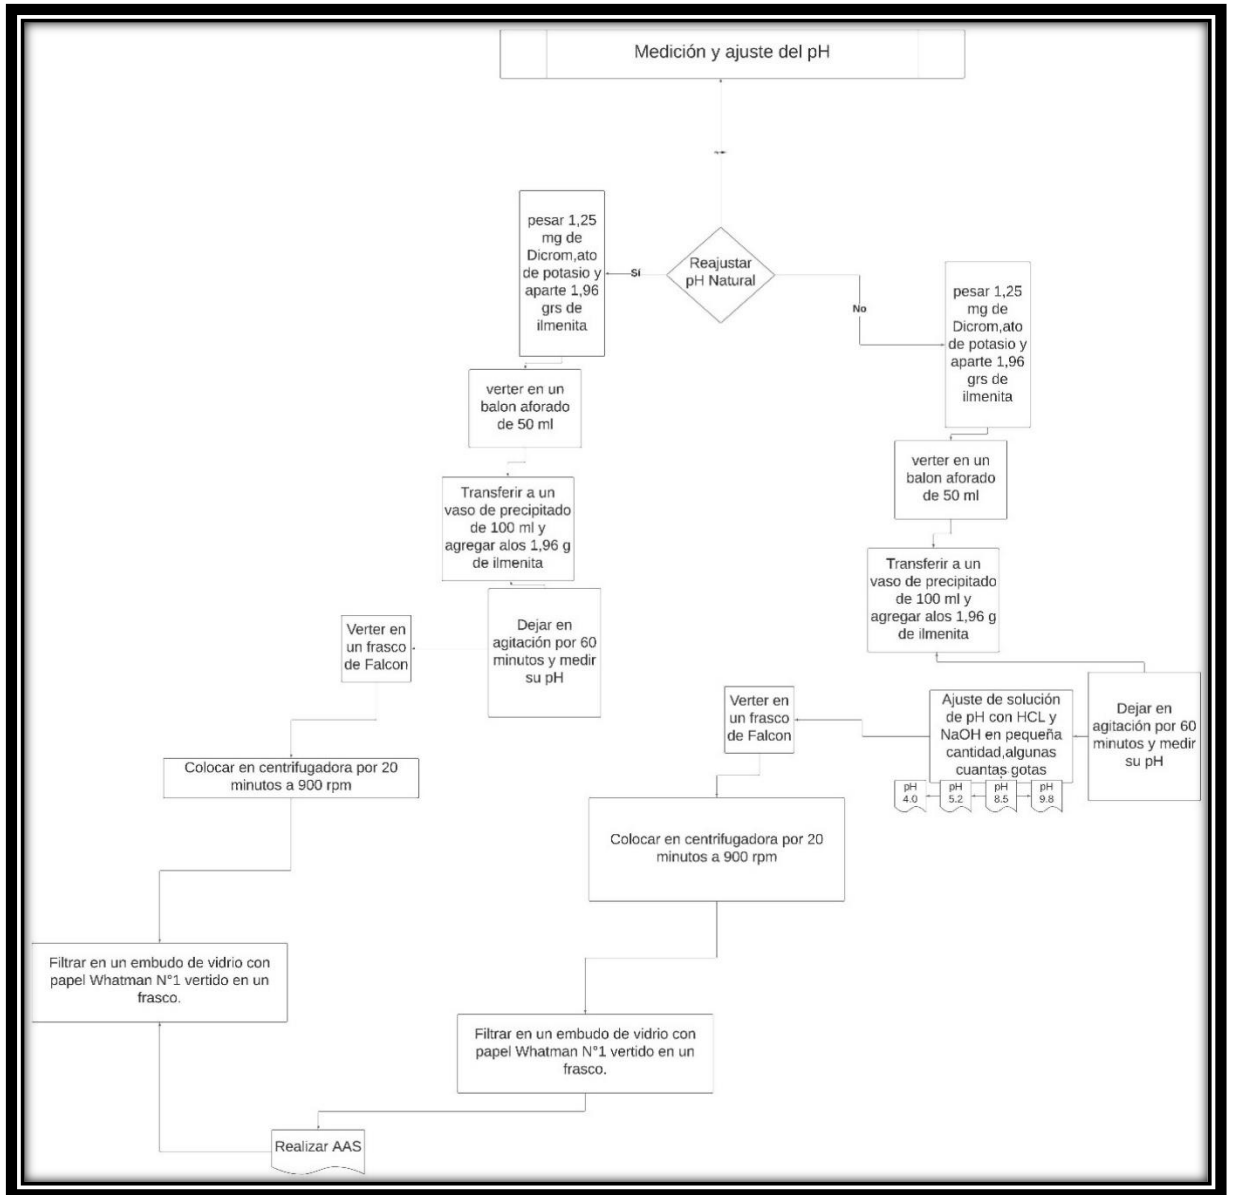 Medición y ajuste del pH
Reajustar
pH Natural
Sí
No
pesar 1,25
mg de
Dicrom,ato
de potasio y
aparte 1,96
grs de
ilmenita
verter en un
balon aforado
de 50 ml
Transferir a un
vaso de precipitado
de 100 ml y
agregar alos 1,96 g
de ilmenita
Dejar en
agitación por 60
minutos y medir
su pH
Verter en
un frasco
de Falcon
Colocar en centrifugadora por 20
minutos a 900 rpm
Filtrar en un embudo de vidrio con
papel Whatman N°1 vertido en un
frasco.
pesar 1,25
mg de
Dicrom,ato
de potasio y
aparte 1,96
grs de
ilmenita
verter en un
balon aforado
de 50 ml
Transferir a un
vaso de precipitado
de 100 ml y
agregar alos 1,96 g
de ilmenita
Dejar en
agitación por 60
minutos y medir
su pH
Ajuste de solución
de pH con HCL y
NaOH en pequeña
cantidad,algunas
cuantas gotas
pH
4.0
pH
5.2
pH
8.5
pH
9.8
Verter en
un frasco
de Falcon
Colocar en centrifugadora por 20
minutos a 900 rpm
Filtrar en un embudo de vidrio con
papel Whatman N°1 vertido en un
frasco.
Realizar AAS